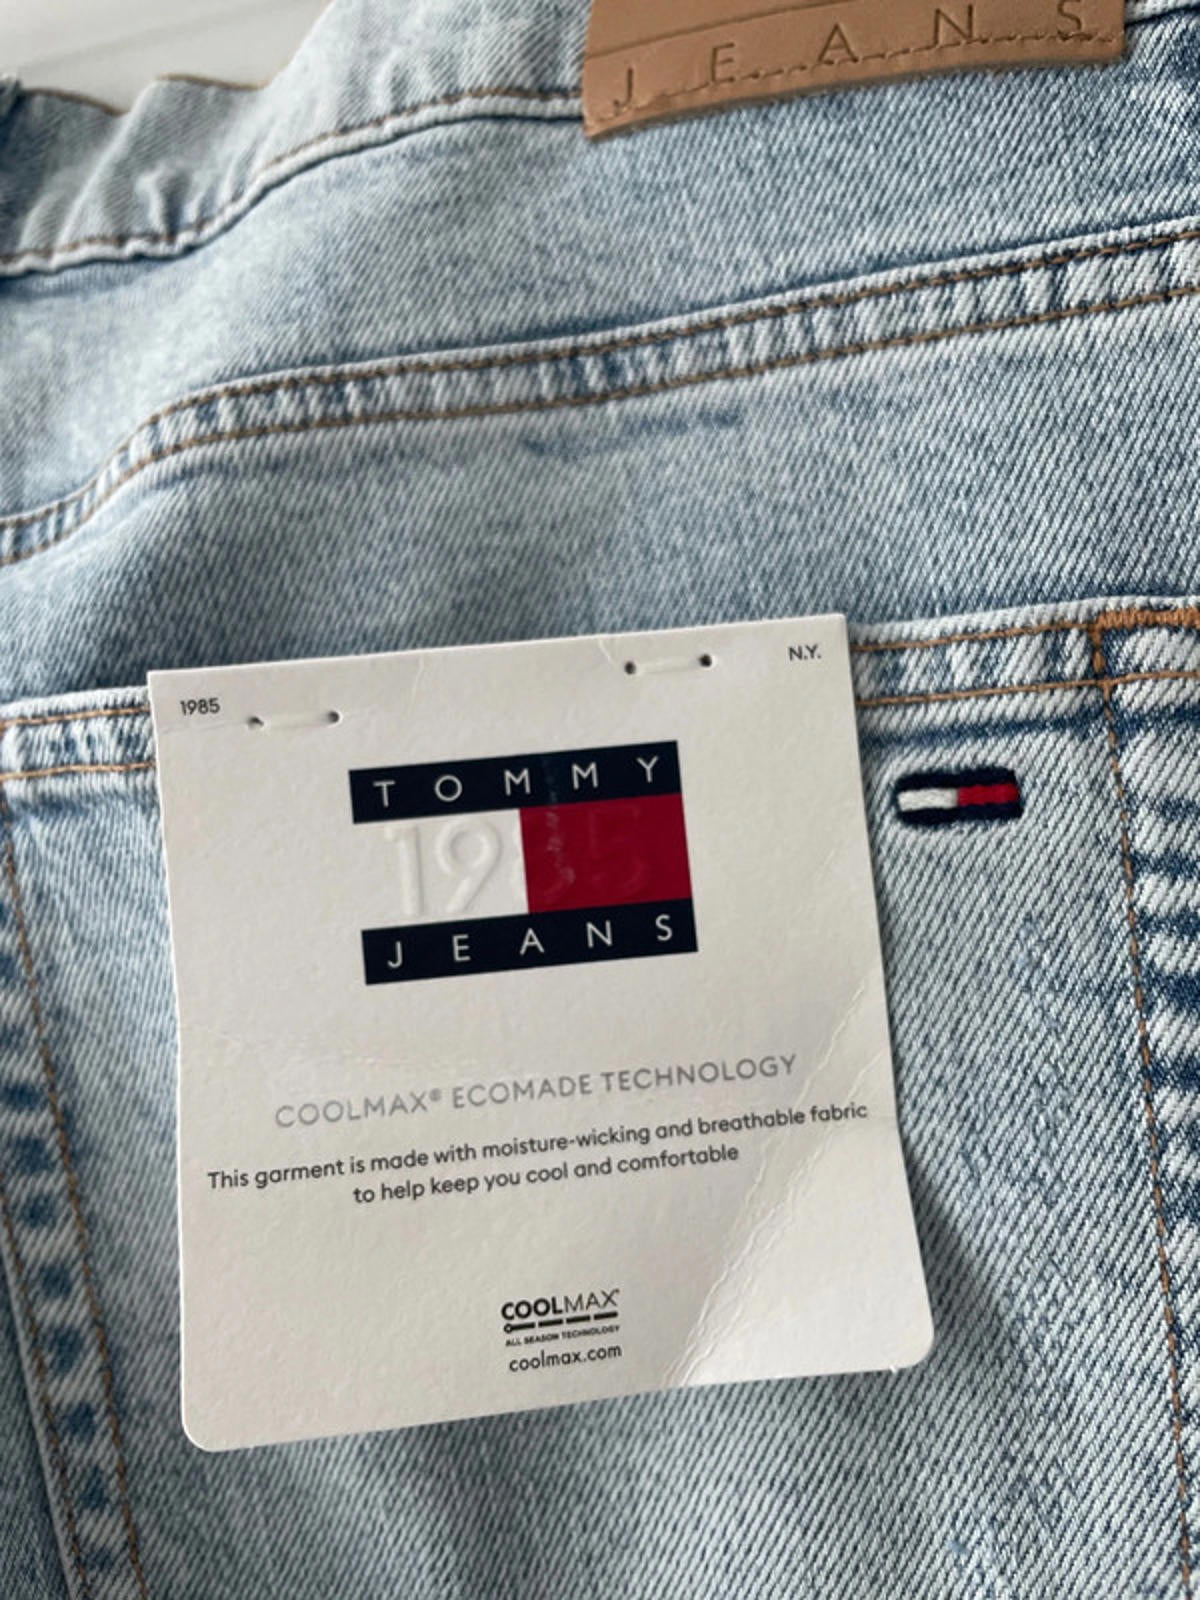 JEANS
1985
N.Y.
TOMMY
1985
JEANS
COOLMAX® ECOMADE TECHNOLOGY
This garment is made with moisture-wicking and breathable fabric
to help keep you cool and comfortable
COOLMAX®
ALL SEASON TECHNOLOGY
coolmax.com